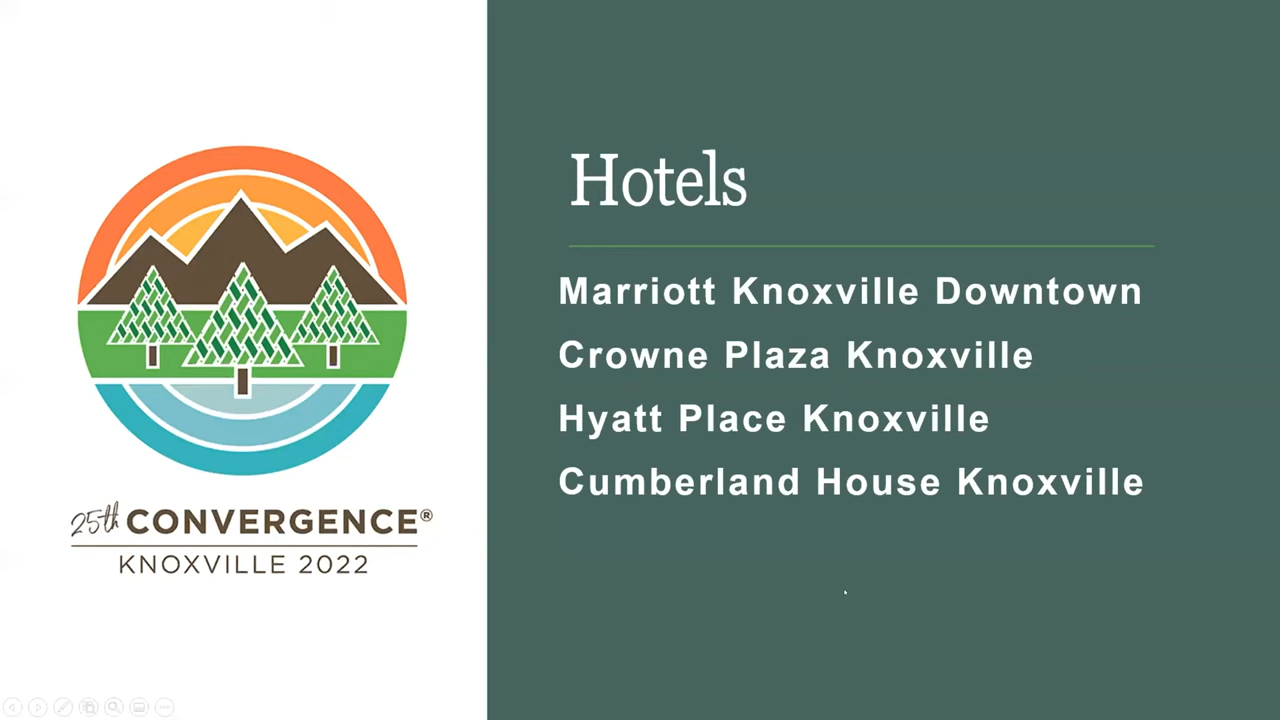 25th CONVERGENCE®
KNOXVILLE 2022
Hotels
Marriott Knoxville Downtown
Crowne Plaza Knoxville
Hyatt Place Knoxville
Cumberland House Knoxville